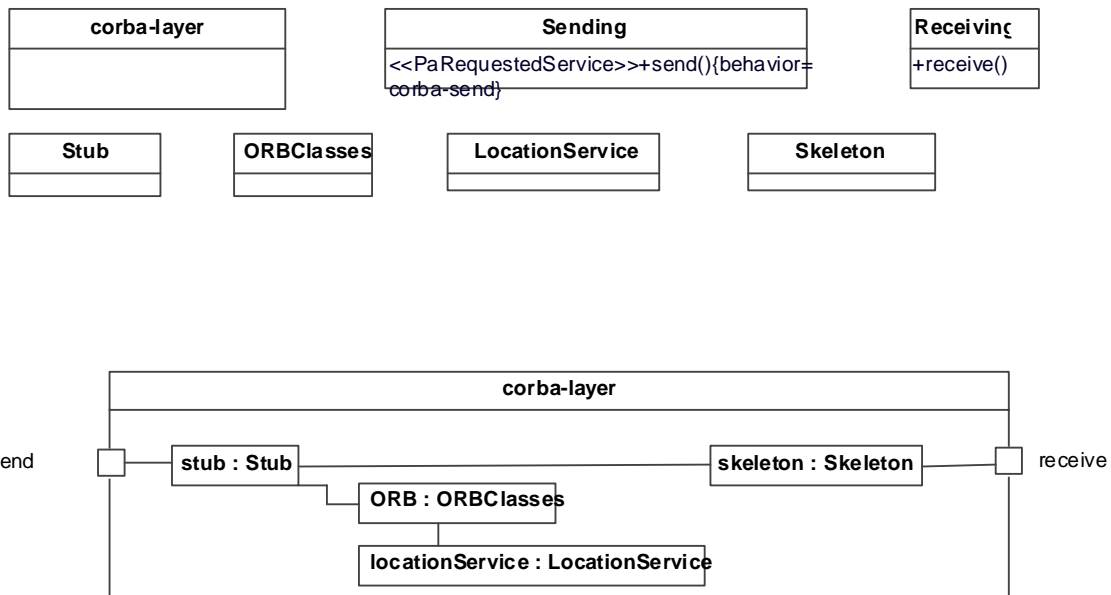 corba-layer
Sending
Receiving
<<PaRequestedService>>+send(){behavior=
corba-send}
+receive()
Stub
ORBClasses
LocationService
Skeleton
corba-layer
end
stub : Stub
skeleton : Skeleton
receive
ORB : ORBClasses
locationService : LocationService